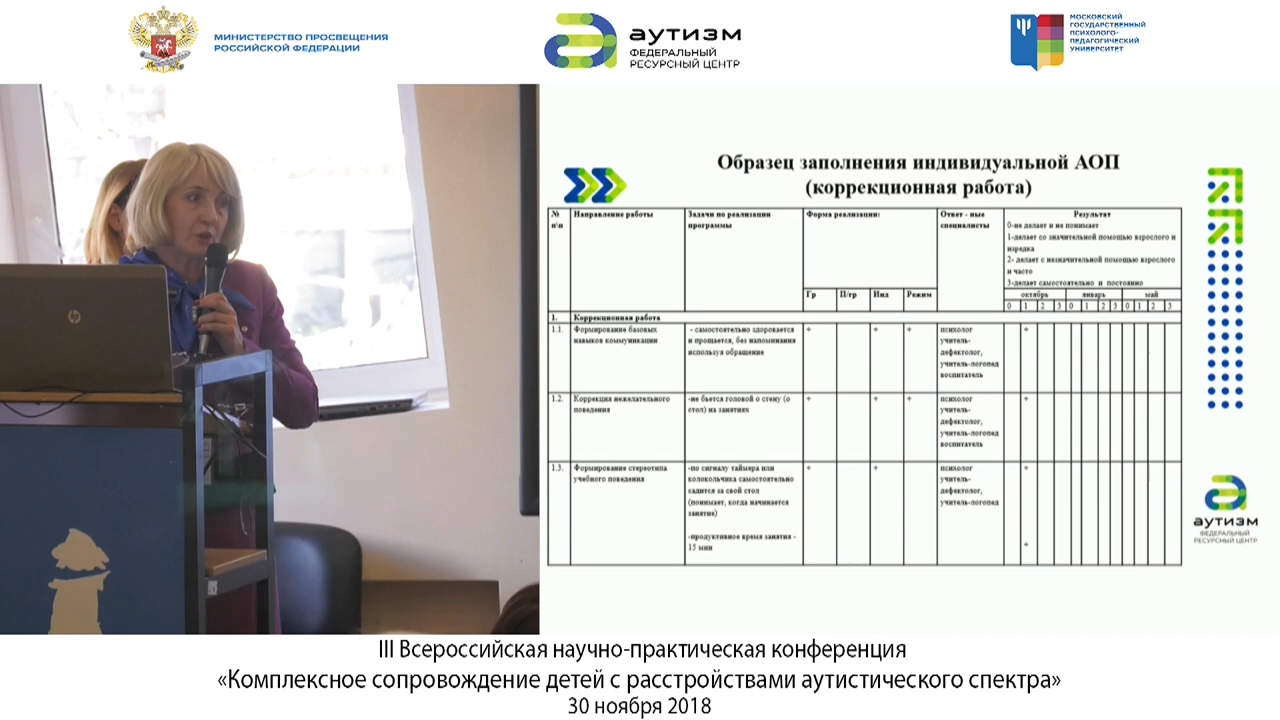 МИНИСТЕРСТВО ПРОСВЕЩЕНИЯ
РОССИЙСКОЙ ФЕДЕРАЦИИ
аутизм
ФЕДЕРАЛЬНЫЙ
РЕСУРСНЫЙ ЦЕНТР
МОСКОВСКИЙ
ГОСУДАРСТВЕННЫЙ
ПСИХОЛОГО-
ПЕДАГОГИЧЕСКИЙ
УНИВЕРСИТЕТ
hp
Образец заполнения индивидуальной АОП
(коррекционная работа)
№
п\п
Направление работы
Задачи по реализации
программы
Форма реализации:
Гр
П/гр
Инд
Режим
Ответ - ные
специалисты
Результат
0-не делает и не понимает
1-делает со значительной помощью взрослого и
изредка
2- делает с незначительной помощью взрослого
и часто
3-делает самостоятельно и постоянно
октябрь январь май
0 1 2 3 0 1 2 3 0 1 2 3
1. Коррекционная работа
1.1.
Формирование базовых
навыков коммуникации
- самостоятельно здоровается
и прощается, без напоминания
используя обращение
+ + +
психолог
учитель-
дефектолог,
учитель-логопед
воспитатель
+
1.2.
Коррекция нежелательного
поведения
-не бьется головой о стену (о
стол) на занятиях
+ + +
психолог
учитель-
дефектолог,
учитель-логопед
воспитатель
+
1.3.
Формирование стереотипа
учебного поведения
-по сигналу таймера или
колокольчика самостоятельно
садится за свой стол
(понимает, когда начинается
занятие)
-продуктивное время занятия -
15 мин
+ +
психолог
учитель-
дефектолог,
учитель-логопед
+
+
аутизм
ФЕДЕРАЛЬНЫЙ
РЕСУРСНЫЙ ЦЕНТР
III Всероссийская научно-практическая конференция
«Комплексное сопровождение детей с расстройствами аутистического спектра»
30 ноября 2018